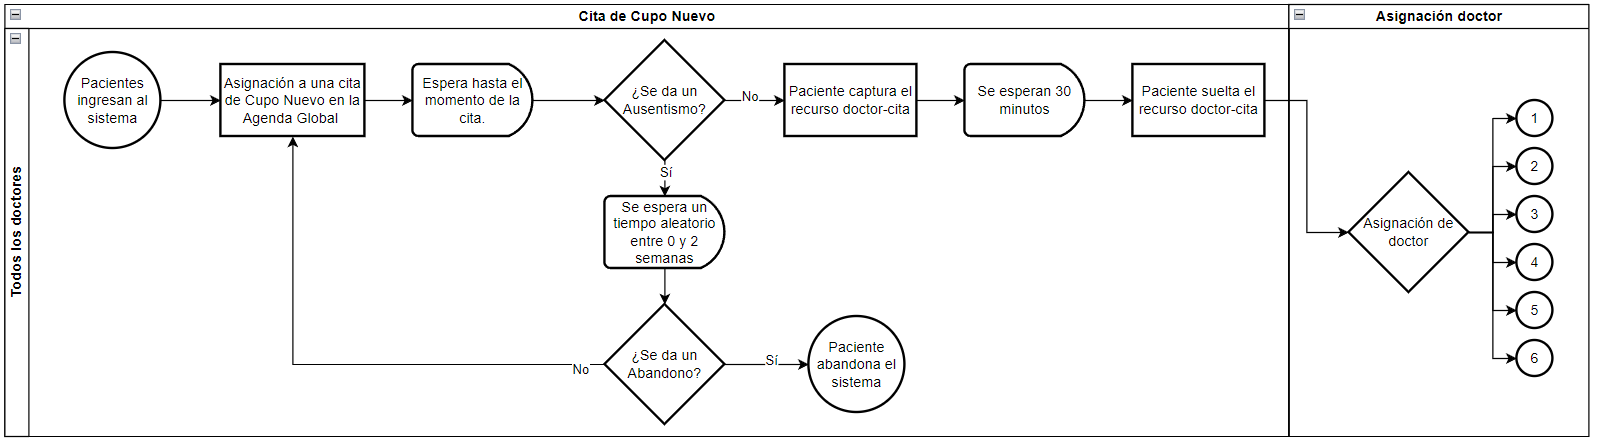 Cita de Cupo Nuevo
Asignación doctor
Todos los doctores
Pacientes
ingresan al
sistema
Asignación a una cita
de Cupo Nuevo en la
Agenda Global
Espera hasta el
momento de la
cita.
¿Se da un
Ausentismo?
No
Paciente captura el
recurso doctor-cita
Se esperan 30
minutos
Paciente suelta el
recurso doctor-cita
Sí
Se espera un
tiempo aleatorio
entre 0 y 2
semanas
¿Se da un
Abandono?
No
Sí
Paciente
abandona el
sistema
Asignación de
doctor
1
2
3
4
5
6